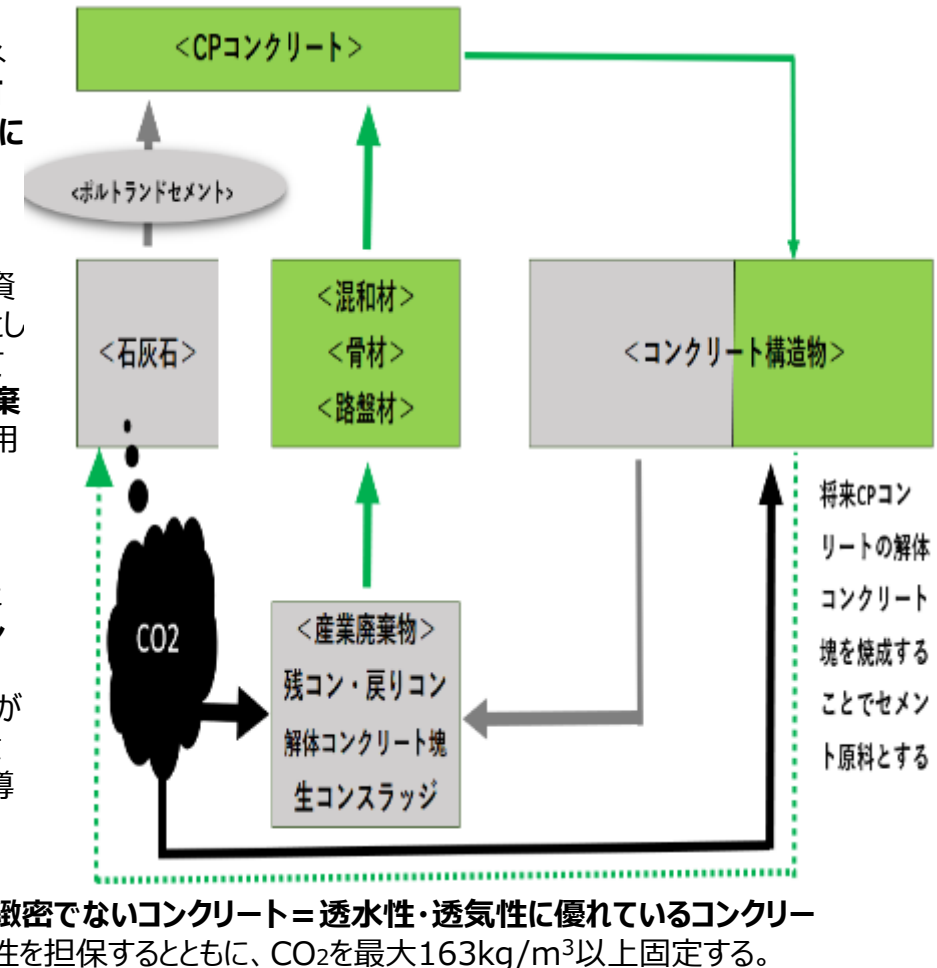 ＜CPコンクリート＞
に
<ポルトランドセメント>
資
し
＜石灰石＞
＜混和材＞
＜骨材＞
＜路盤材＞
＜コンクリート構造物＞
棄
用
CO2
＜産業廃棄物＞
残コン・戻りコン
解体コンクリート塊
生コンスラッジ
が
導
将来CPコン
リートの解体
コンクリート
塊を焼成する
ことでセメン
ト原料とする
緻密でないコンクリート＝透水性・透気性に優れているコンクリー
性を担保するとともに、CO₂を最大163kg/m³以上固定する。